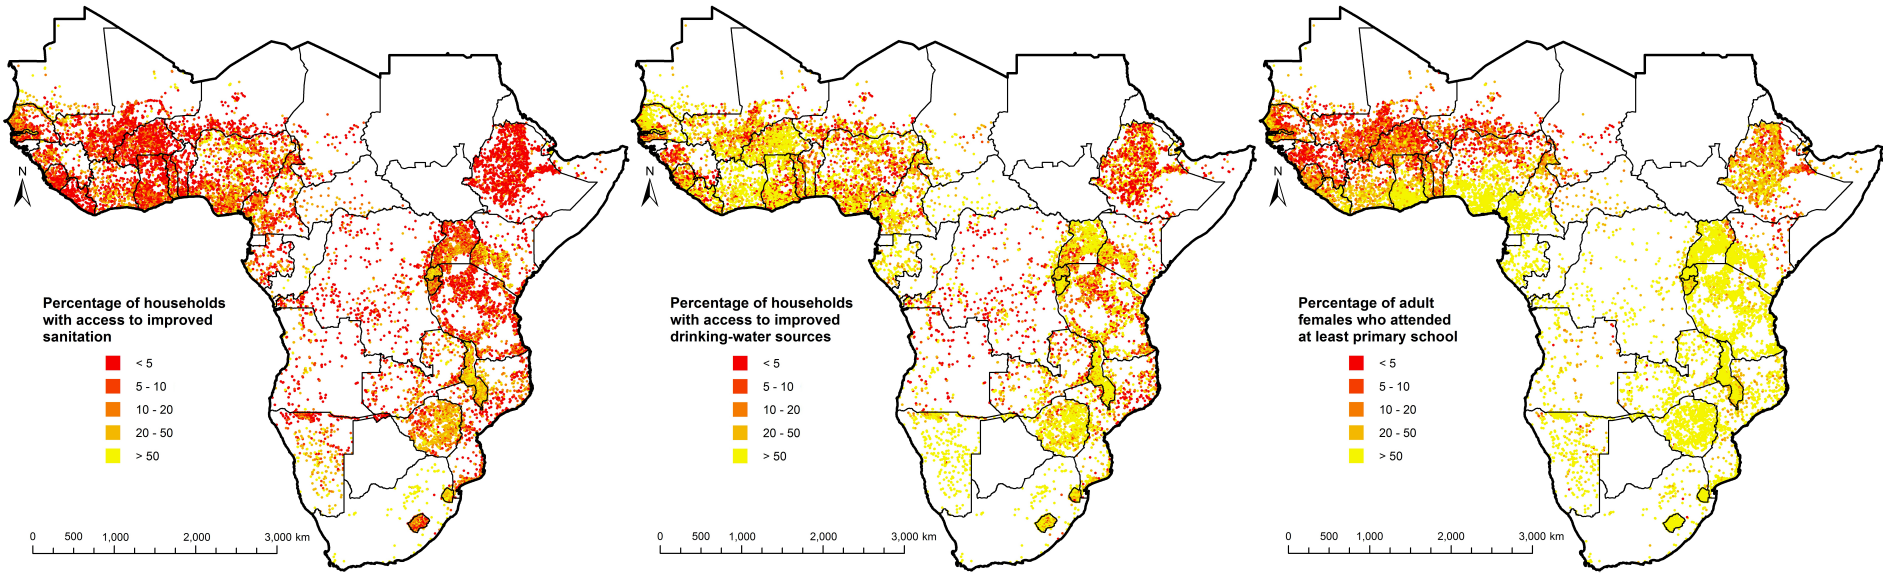 N
Percentage of households
with access to improved
sanitation
< 5
5 - 10
10 - 20
20 - 50
> 50
0 500 1,000 2,000 3,000 km
N
Percentage of households
with access to improved
drinking-water sources
< 5
5 - 10
10 - 20
20 - 50
> 50
0 500 1,000 2,000 3,000 km
N
Percentage of adult
females who attended
at least primary school
< 5
5 - 10
10 - 20
20 - 50
> 50
0 500 1,000 2,000 3,000 km